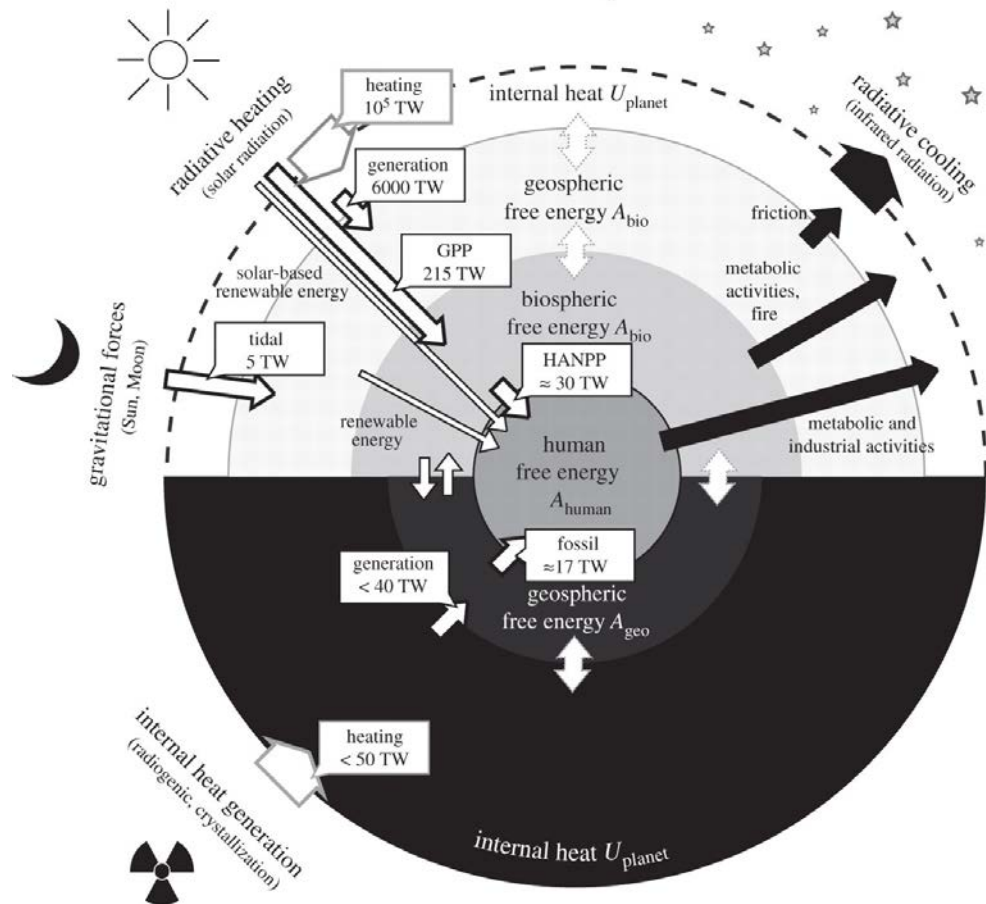 heating
10⁵ TW
internal heat U_planet
radiative heating
(solar radiation)
generation
6000 TW
geospheric
free energy A_bio
radiative cooling
(infrared radiation)
friction
GPP
215 TW
solar-based
renewable energy
metabolic
activities,
fire
biospheric
free energy A_bio
tidal
5 TW
gravitational forces
(Sun, Moon)
HANPP
≈ 30 TW
renewable
energy
metabolic and
industrial activities
human
free energy
A_human
fossil
≈17 TW
generation
< 40 TW
geospheric
free energy A_geo
internal heat generation
(radiogenic, crystallization)
heating
< 50 TW
internal heat U_planet